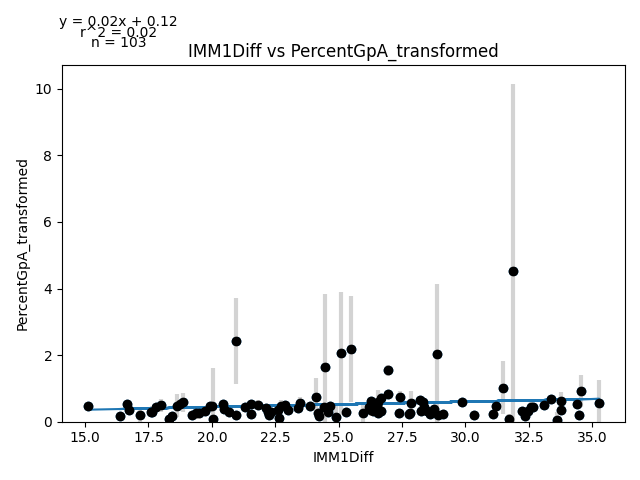 y = 0.02x + 0.12
r^2 = 0.02
n = 103
IMM1Diff vs PercentGpA_transformed
PercentGpA_transformed
10
8
6
4
2
0
15.0 17.5 20.0 22.5 25.0 27.5 30.0 32.5 35.0
IMM1Diff